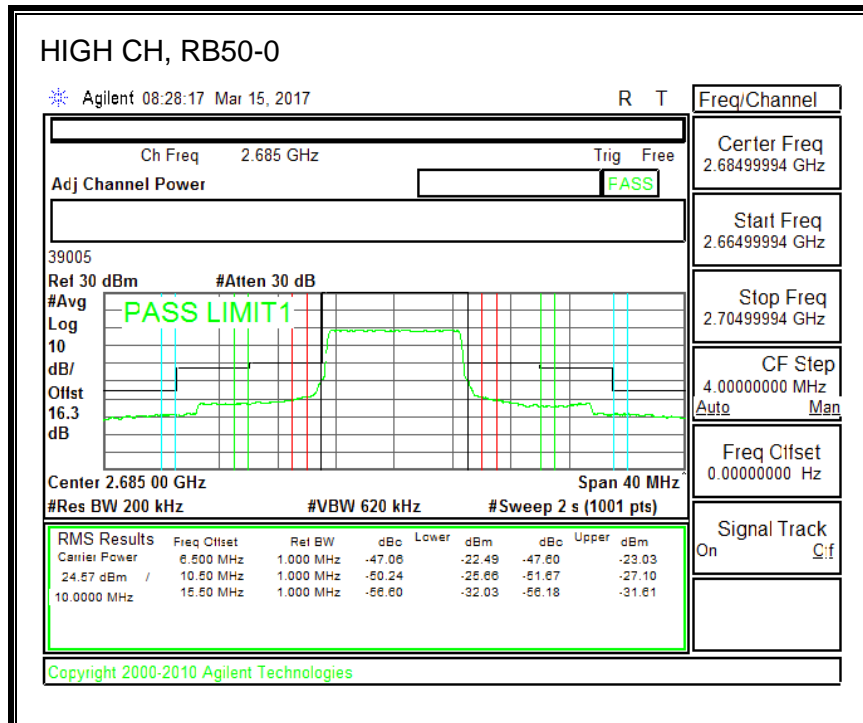 HIGH CH, RB50-0
Agilent 08:28:17 Mar 15, 2017 R T
Freq/Channel
Ch Freq 2.685 GHz Trig Free
Adj Channel Power PASS
Center Freq
2.68499994 GHz
Start Freq
2.66499994 GHz
Stop Freq
2.70499994 GHz
CF Step
4.00000000 MHz
Auto Man
Freq Offset
0.00000000 Hz
Signal Track
On Off
39005
Ref 30 dBm #Atten 30 dB
#Avg
Log
10
dB/
Offst
16.3
dB
PASS LIMIT1
Center 2.685 00 GHz Span 40 MHz
#Res BW 200 kHz #VBW 620 kHz #Sweep 2 s (1001 pts)
RMS Results Freq Offset Ref BW dBc Lower dBm dBc Upper dBm
Carrier Power 6.500 MHz 1.000 MHz -47.06 -22.49 -47.60 -23.03
24.57 dBm / 10.50 MHz 1.000 MHz -50.24 -25.66 -51.67 -27.10
10.0000 MHz 15.50 MHz 1.000 MHz -56.60 -32.03 -56.18 -31.61
Copyright 2000-2010 Agilent Technologies